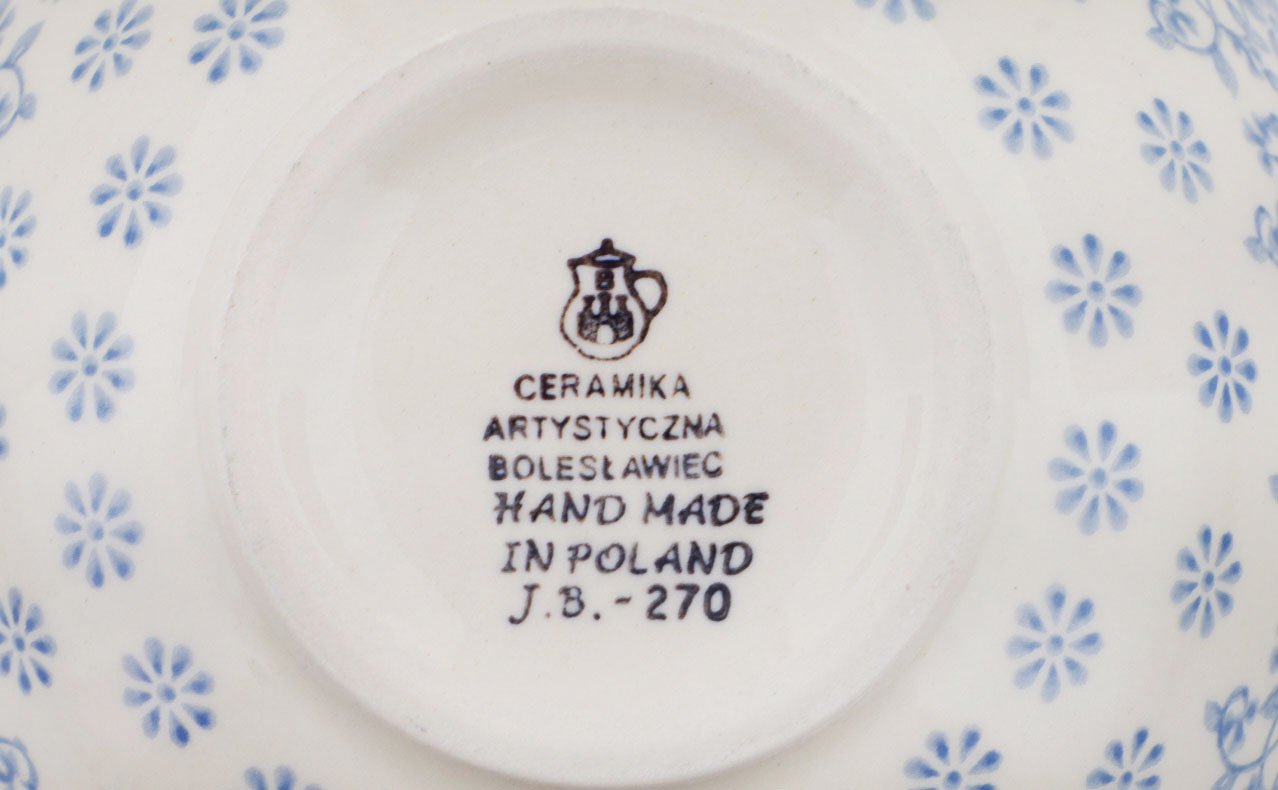 B
CERAMIKA
ARTYSTYCZNA
BOLESŁAWIEC
HAND MADE
IN POLAND
J.B.-270